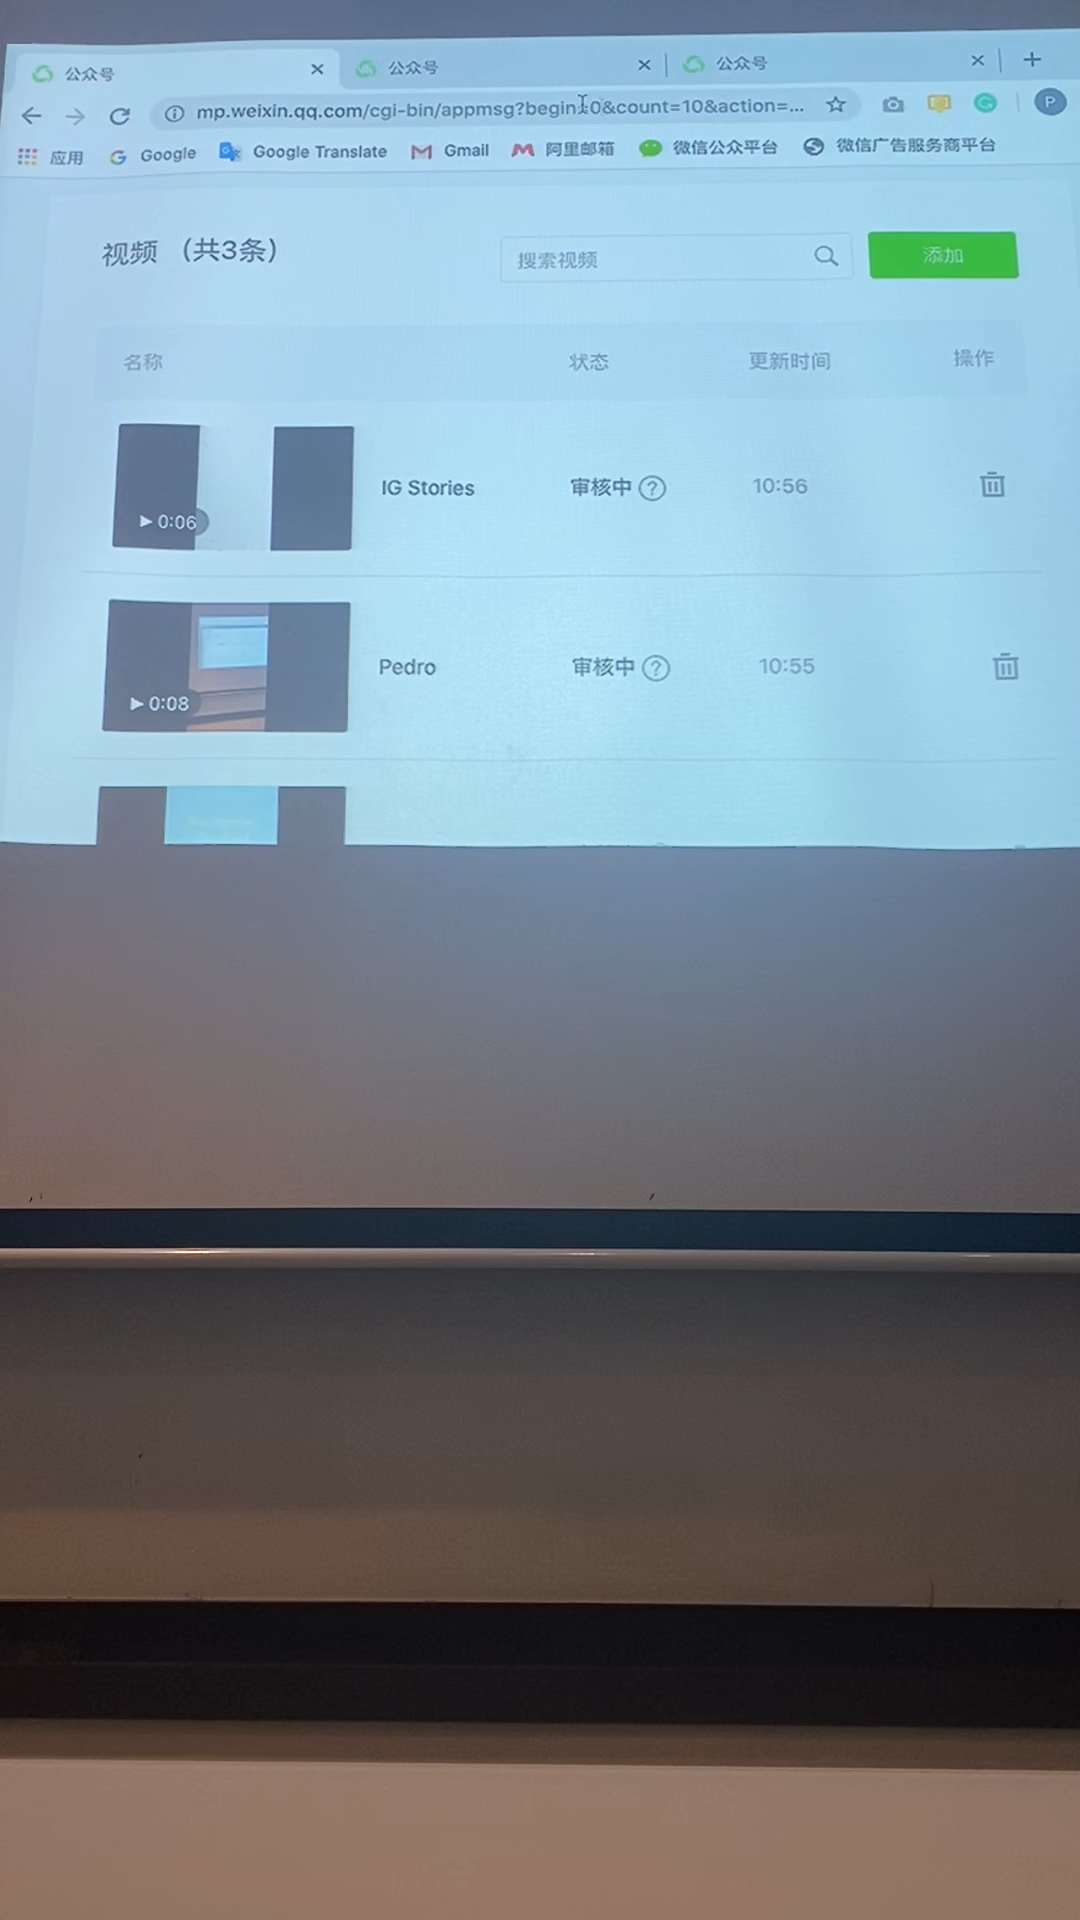 公众号 公众号 公众号
mp.weixin.qq.com/cgi-bin/appmsg?begin=0&count=10&action=...
P
应用 Google Google Translate Gmail 阿里邮箱 微信公众平台 微信广告服务商平台
视频 （共3条）
搜索视频
添加
名称 状态 更新时间 操作
0:06 IG Stories 审核中 ? 10:56
0:08 Pedro 审核中 ? 10:55